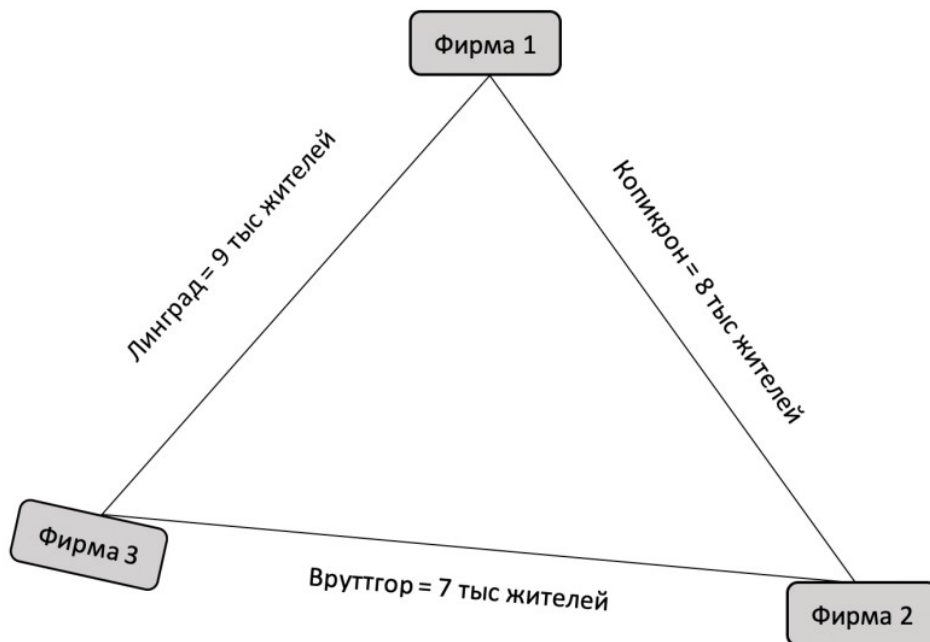 Фирма 1
Линград = 9 тыс жителей
Копикрон = 8 тыс жителей
Фирма 3
Вруттгор = 7 тыс жителей
Фирма 2